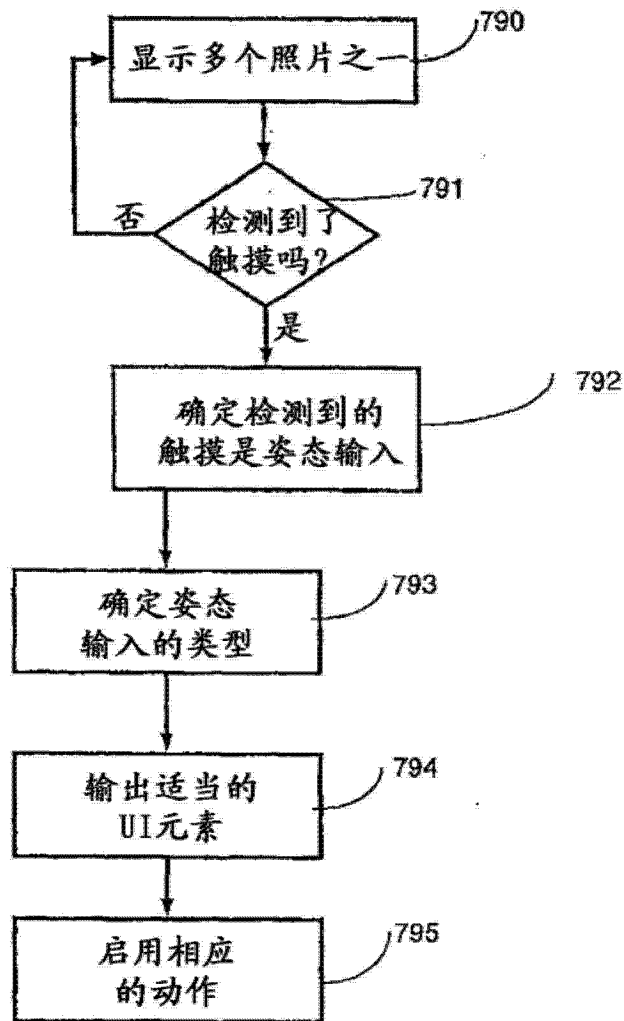 790
显示多个照片之一
791
检测到了
触摸吗?
否
是
792
确定检测到的
触摸是姿态输入
793
确定姿态
输入的类型
794
输出适当的
UI元素
795
启用相应
的动作